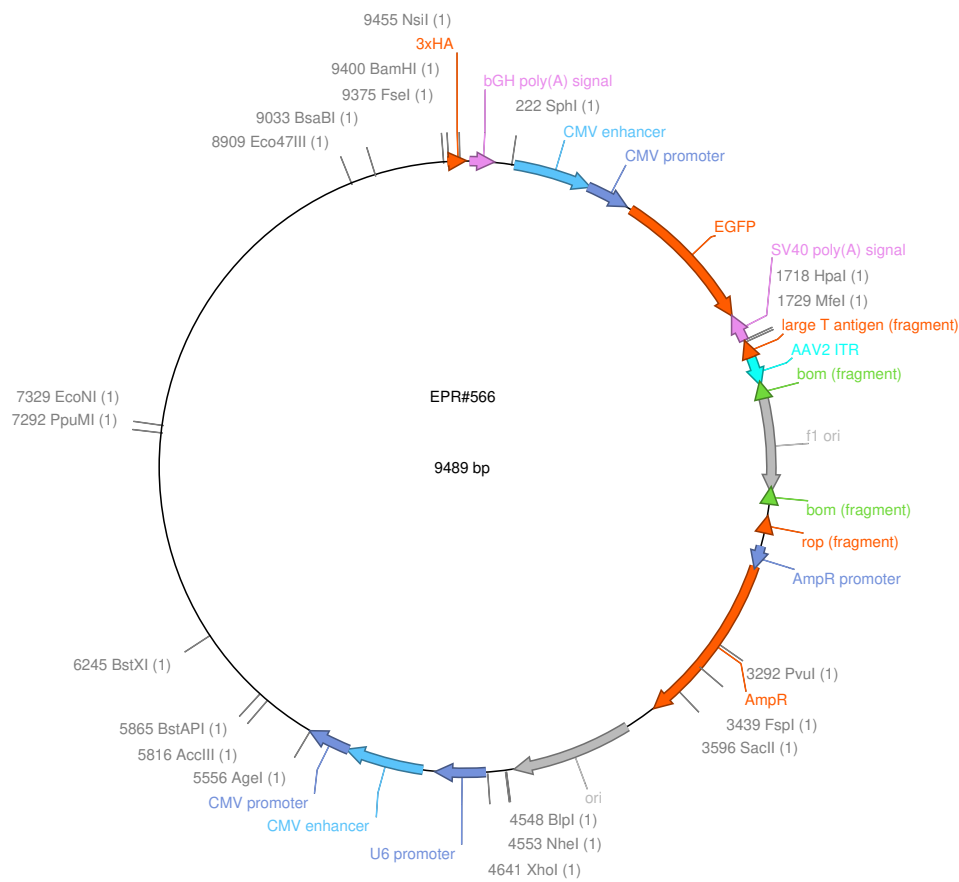 9455 NsiI (1)
3xHA
9400 BamHI (1)
bGH poly(A) signal
9375 FseI (1)
222 SphI (1)
9033 BsaBI (1)
CMV enhancer
8909 Eco47III (1)
CMV promoter
EGFP
SV40 poly(A) signal
1718 HpaI (1)
1729 MfeI (1)
large T antigen (fragment)
AAV2 ITR
bom (fragment)
7329 EcoNI (1)
EPR#566
7292 PpuMI (1)
f1 ori
9489 bp
bom (fragment)
rop (fragment)
AmpR promoter
6245 BstXI (1)
3292 PvuI (1)
AmpR
5865 BstAPI (1)
3439 FspI (1)
5816 AccIII (1)
3596 SacII (1)
5556 AgeI (1)
CMV promoter
ori
CMV enhancer
4548 BlpI (1)
4553 NheI (1)
U6 promoter
4641 XhoI (1)